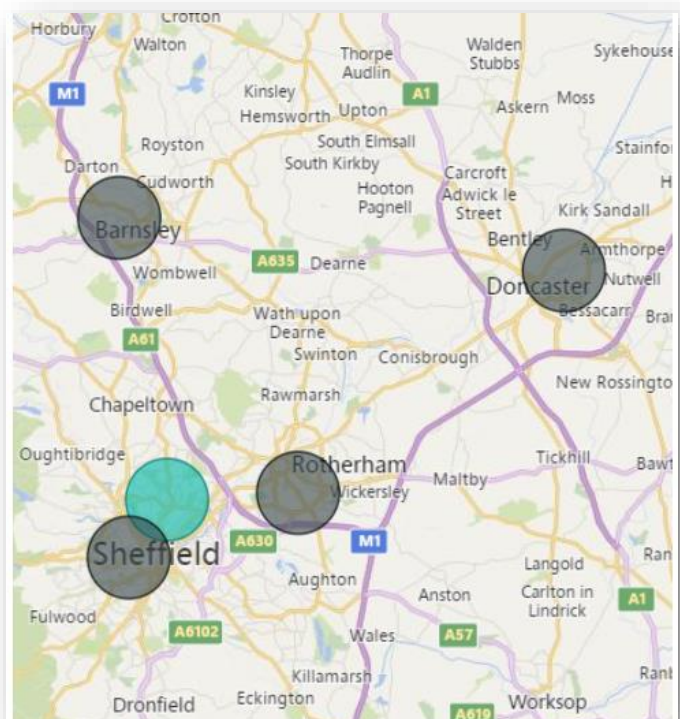 Crofton
Horbury
Walton
Walden
Stubbs
Thorpe
Audlin
Sykehouse
M1
Kinsley
A1
Moss
Hemsworth
Upton
Askern
Royston
South Elmsall
Darton
South Kirkby
Carcroft
Cudworth
Hooton
Pagnell
Adwick le
Street
Kirk Sandall
Barnsley
Bentley
Armthorpe
A635
Dearne
Wombwell
Doncaster
Nutwell
Birdwell
Wath upon
Dearne
Bessacarr
A61
Swinton
Conisbrough
New Rossingto
Rawmarsh
Chapeltown
Oughtibridge
Rotherham
Tickhill
Bawt
Maltby
Wickersley
A630
M1
Sheffield
Langold
Ran
Aughton
Anston
Carlton in
Lindrick
A1
Fulwood
A6102
Wales
A57
Killamarsh
Ranb
Dronfield
Eckington
Worksop
A619